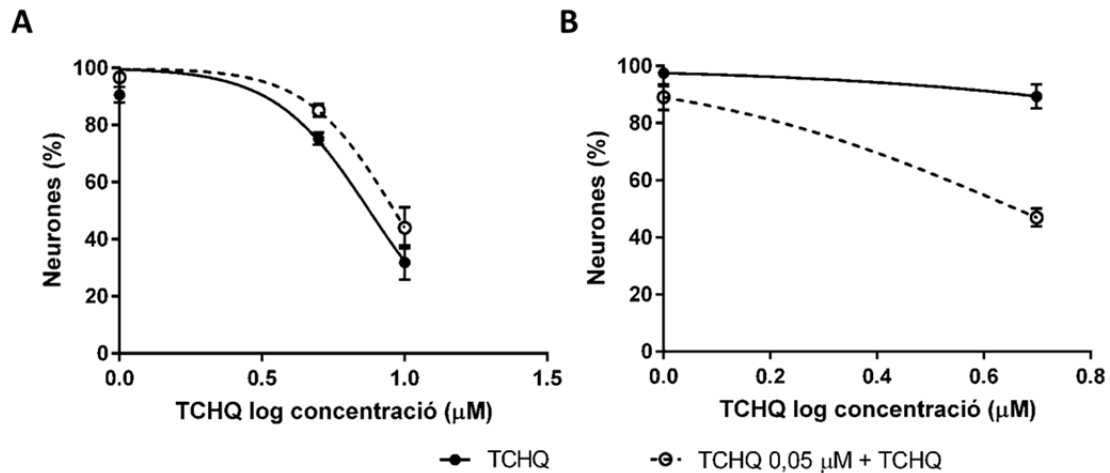 A
B
100
80
60
40
20
0
Neurones (%)
0.0
0.5
1.0
1.5
TCHQ log concentració (μM)
100
80
60
40
20
0
Neurones (%)
0.0
0.2
0.4
0.6
0.8
TCHQ log concentració (μM)
TCHQ
TCHQ 0,05 μM + TCHQ